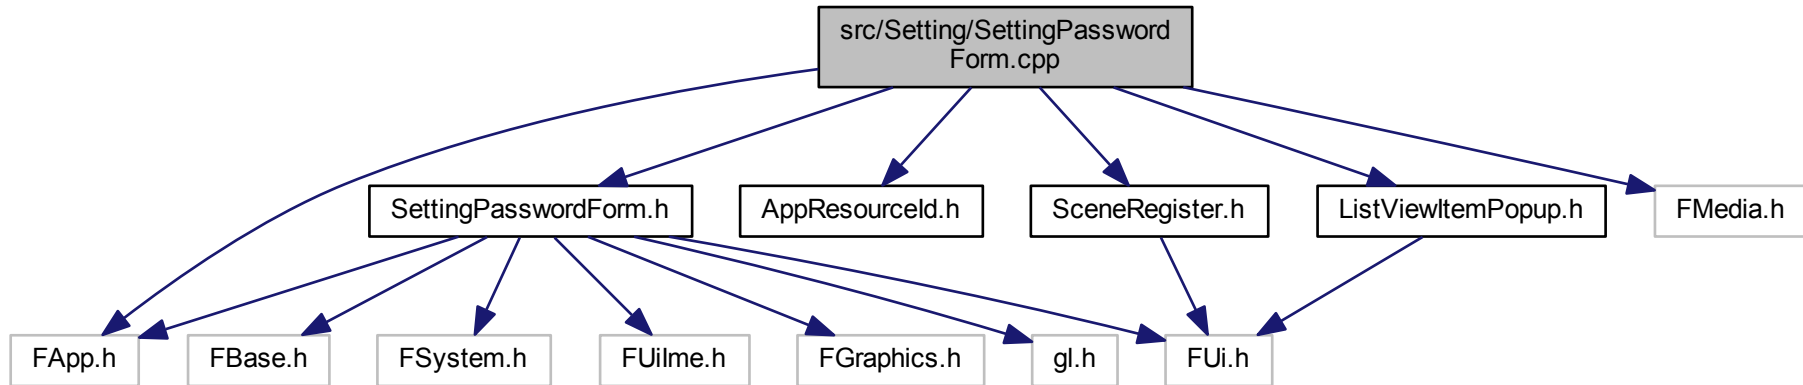 src/Setting/SettingPassword
Form.cpp
SettingPasswordForm.h
AppResourceId.h
SceneRegister.h
ListViewItemPopup.h
FMedia.h
FApp.h
FBase.h
FSystem.h
FUiIme.h
FGraphics.h
gl.h
FUi.h